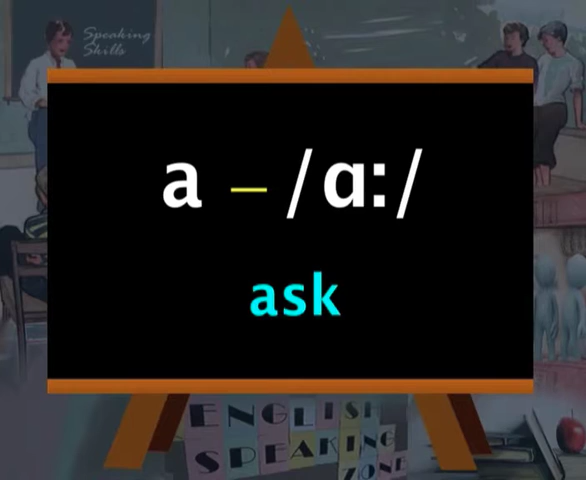 Speaking
Skills
a – /ɑː/
ask
ENGLISH
SPEAKING
ZONE